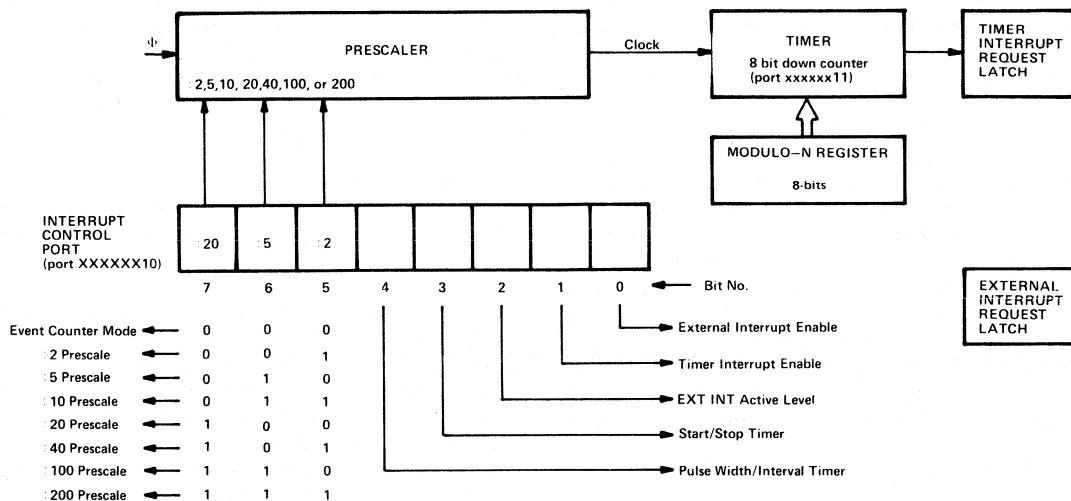 Φ
PRESCALER
: 2,5,10, 20,40,100, or 200
Clock
TIMER
8 bit down counter
(port xxxxxx11)
TIMER
INTERRUPT
REQUEST
LATCH
MODULO–N REGISTER
8-bits
INTERRUPT
CONTROL
PORT
(port XXXXXX10)
: 20 : 5 : 2
7 6 5 4 3 2 1 0 Bit No.
EXTERNAL
INTERRUPT
REQUEST
LATCH
Event Counter Mode 0 0 0
: 2 Prescale 0 0 1
: 5 Prescale 0 1 0
: 10 Prescale 0 1 1
: 20 Prescale 1 0 0
: 40 Prescale 1 0 1
: 100 Prescale 1 1 0
: 200 Prescale 1 1 1
External Interrupt Enable
Timer Interrupt Enable
EXT INT Active Level
Start/Stop Timer
Pulse Width/Interval Timer